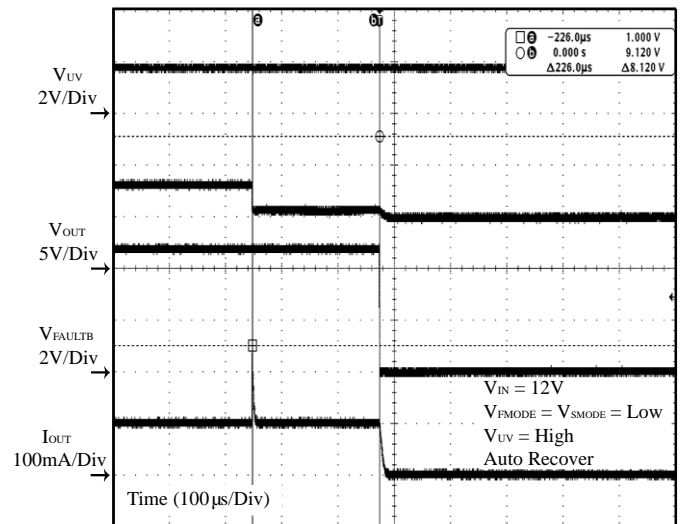 a
b
T
a −226.0μs 1.000 V
b 0.000 s 9.120 V
Δ226.0μs Δ8.120 V
VUV
2V/Div
VOUT
5V/Div
VFAULTB
2V/Div
IOUT
100mA/Div
VIN = 12V
VFMODE = VSMODE = Low
VUV = High
Auto Recover
Time (100μs/Div)